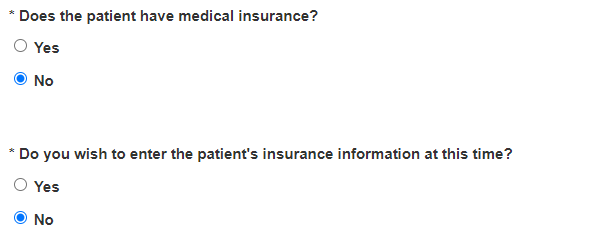 * Does the patient have medical insurance?
Yes
No
* Do you wish to enter the patient's insurance information at this time?
Yes
No